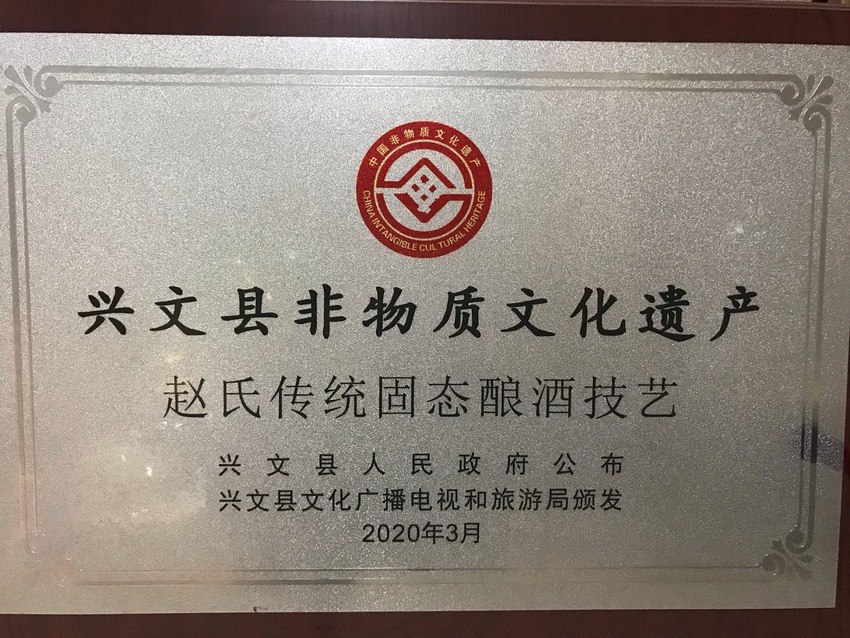 中国非物质文化遗产
CHINA INTANGIBLE CULTURAL HERITAGE
兴文县非物质文化遗产
赵氏传统固态酿酒技艺
兴文县人民政府公布
兴文县文化广播电视和旅游局颁发
2020年3月